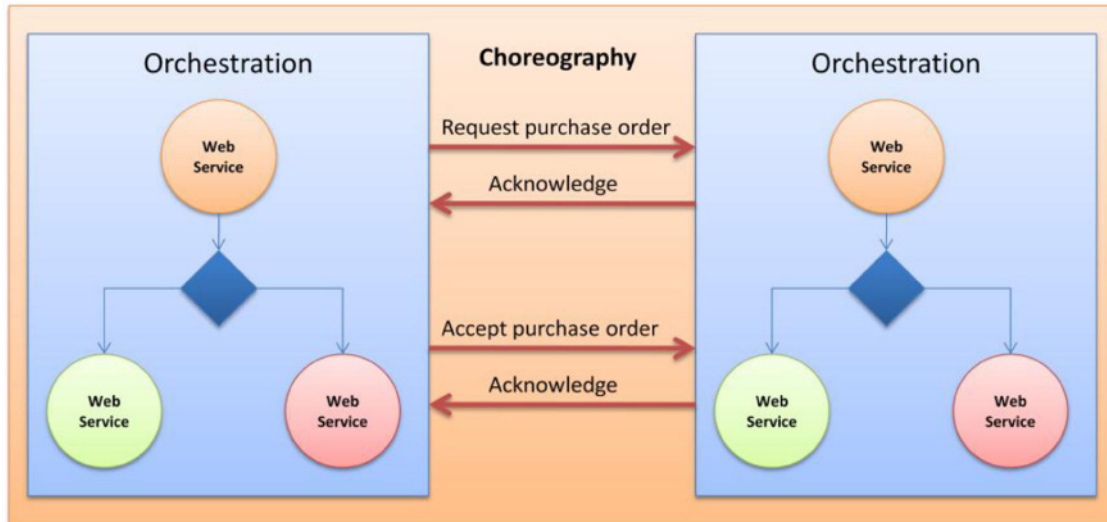 Orchestration
Choreography
Orchestration
Request purchase order
Web
Service
Web
Service
Acknowledge
Accept purchase order
Acknowledge
Web
Service
Web
Service
Web
Service
Web
Service